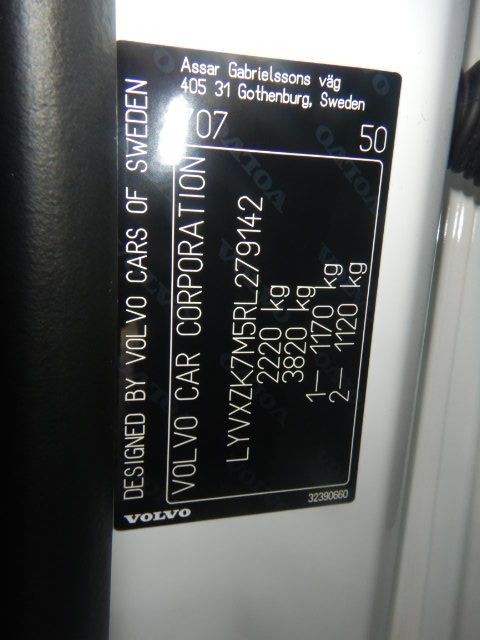 Assar Gabrielssons väg
405 31 Gothenburg, Sweden
707 50
DESIGNED BY VOLVO CARS OF SWEDEN
VOLVO CAR CORPORATION
LYVXZK7M5RL279142
2220 kg
3820 kg
1– 1170 kg
2– 1120 kg
32390660
VOLVO